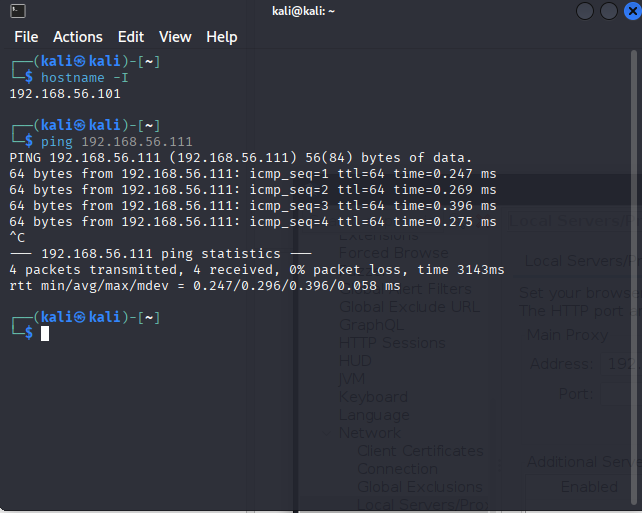 kali@kali: ~
File Actions Edit View Help
┌──(kali㉿kali)-[~]
└─$ hostname -I
192.168.56.101
┌──(kali㉿kali)-[~]
└─$ ping 192.168.56.111
PING 192.168.56.111 (192.168.56.111) 56(84) bytes of data.
64 bytes from 192.168.56.111: icmp_seq=1 ttl=64 time=0.247 ms
64 bytes from 192.168.56.111: icmp_seq=2 ttl=64 time=0.269 ms
64 bytes from 192.168.56.111: icmp_seq=3 ttl=64 time=0.396 ms
64 bytes from 192.168.56.111: icmp_seq=4 ttl=64 time=0.275 ms
^C
─── 192.168.56.111 ping statistics ───
4 packets transmitted, 4 received, 0% packet loss, time 3143ms
rtt min/avg/max/mdev = 0.247/0.296/0.396/0.058 ms
┌──(kali㉿kali)-[~]
└─$
Extensions
Forced Browse
Filters
Global Exclude URL
GraphQL
HTTP Sessions
HUD
JVM
Keyboard
Language
Network
Client Certificates
Connection
Global Exclusions
Local Servers/Pro
Local Servers/P
Local Servers/Pro
Set your browse
The HTTP port a
Main Proxy
Address: 192
Port:
Additional Serve
Enabled